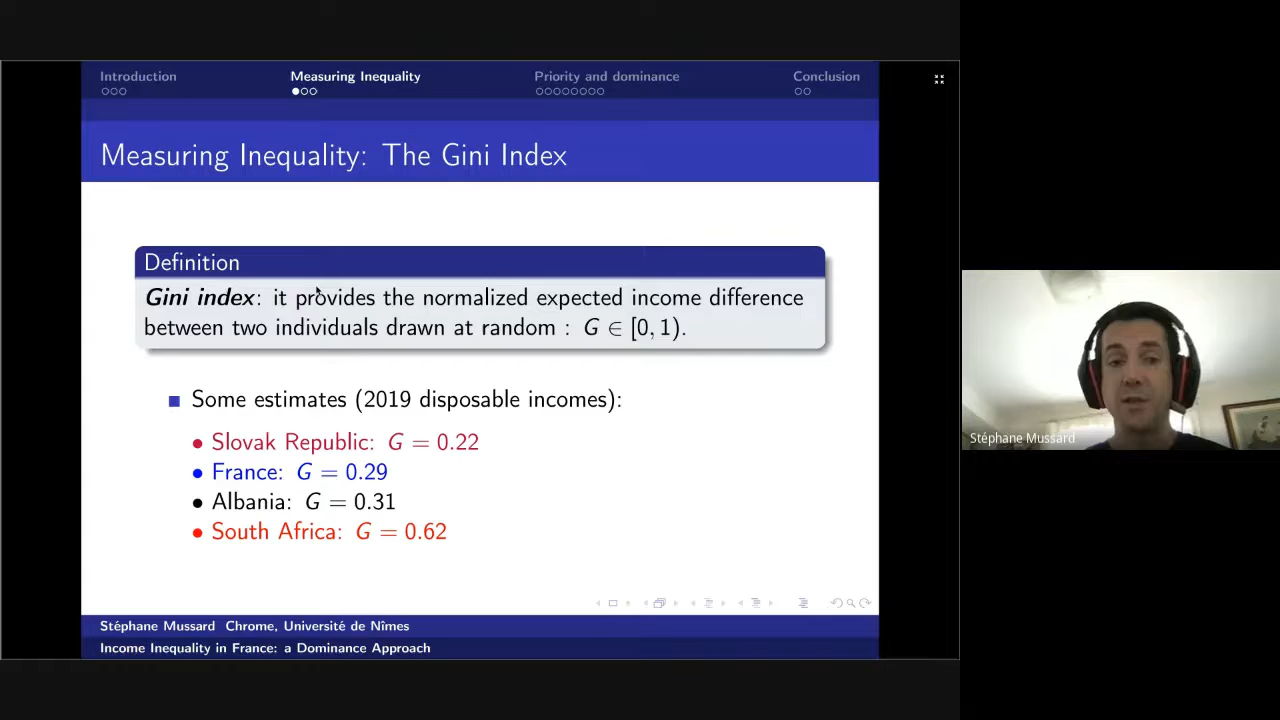 Introduction Measuring Inequality Priority and dominance Conclusion
Measuring Inequality: The Gini Index
Definition
Gini index: it provides the normalized expected income difference
between two individuals drawn at random : G ∈ [0, 1).
Some estimates (2019 disposable incomes):
• Slovak Republic: G = 0.22
• France: G = 0.29
• Albania: G = 0.31
• South Africa: G = 0.62
Stéphane Mussard Chrome, Université de Nîmes
Income Inequality in France: a Dominance Approach
Stéphane Mussard